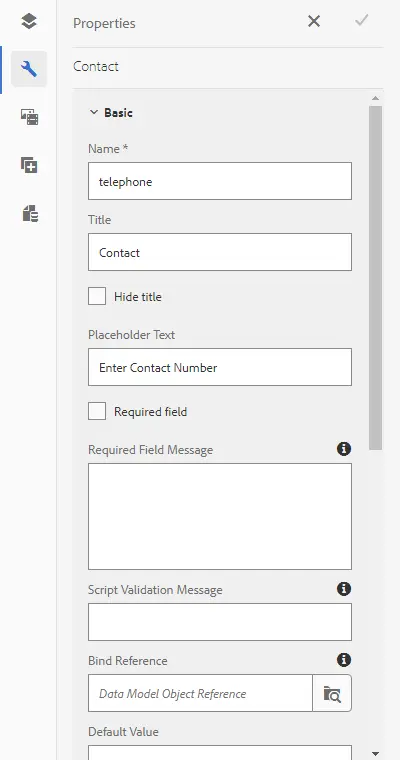 Properties
Contact
Basic
Name *
telephone
Title
Contact
Hide title
Placeholder Text
Enter Contact Number
Required field
Required Field Message
Script Validation Message
Bind Reference
Data Model Object Reference
Default Value